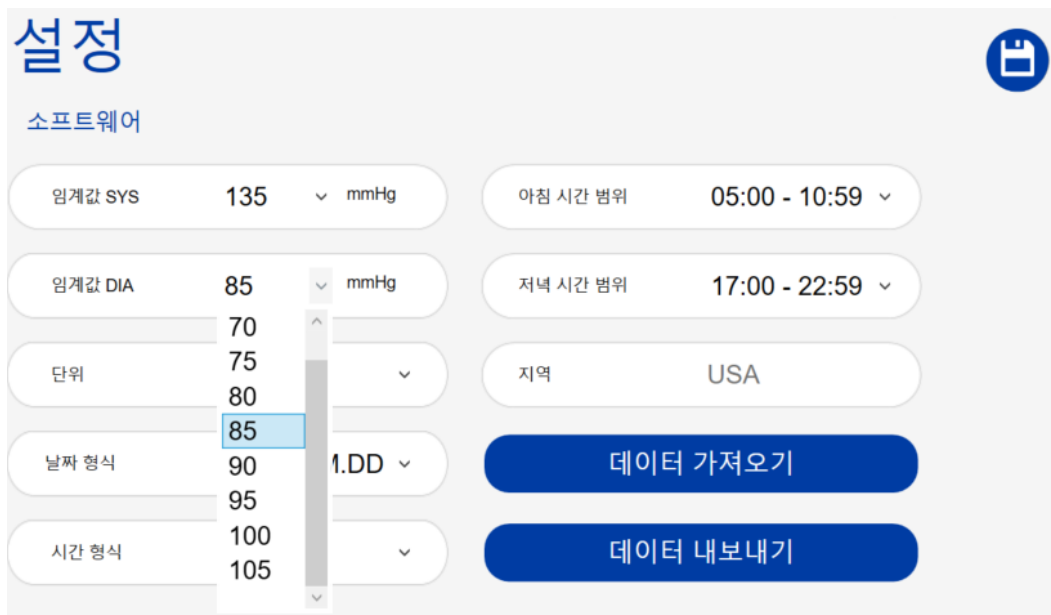 설정
소프트웨어
임계값 SYS 135 mmHg
아침 시간 범위 05:00 - 10:59
임계값 DIA 85 mmHg
저녁 시간 범위 17:00 - 22:59
70
75
80
85
90
95
100
105
단위
지역 USA
날짜 형식 .DD
데이터 가져오기
시간 형식
데이터 내보내기